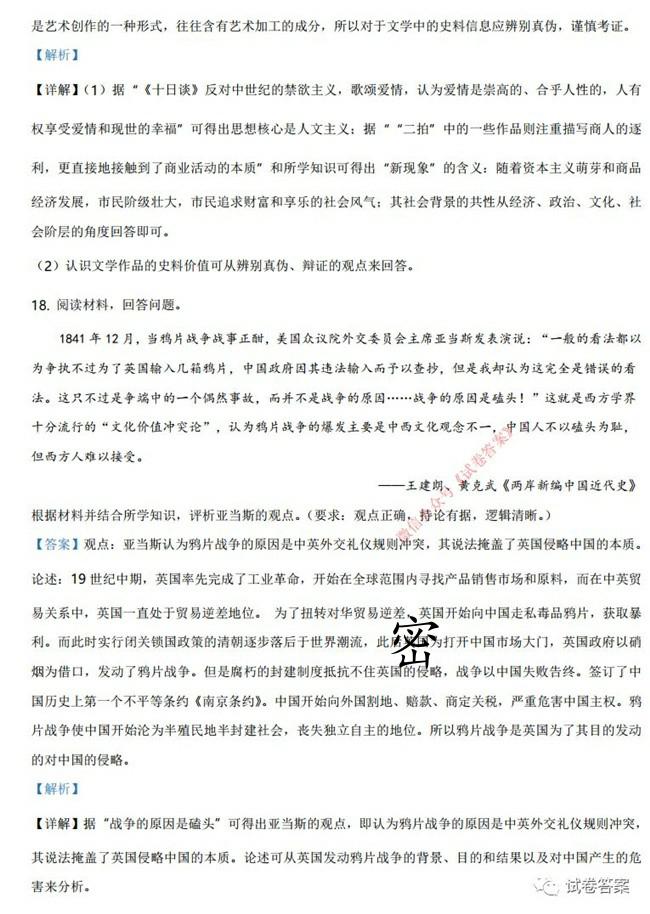 是艺术创作的一种形式，往往含有艺术加工的成分，所以对于文学中的史料信息应辨别真伪，谨慎考证。
【解析】
【详解】（1）据“《十日谈》反对中世纪的禁欲主义，歌颂爱情，认为爱情是崇高的、合乎人性的，人有
权享受爱情和现世的幸福”可得出思想核心是人文主义；据““二拍”中的一些作品则注重描写商人的逐
利，更直接地接触到了商业活动的本质”和所学知识可得出“新现象”的含义：随着资本主义萌芽和商品
经济发展，市民阶级壮大，市民追求财富和享乐的社会风气；其社会背景的共性从经济、政治、文化、社
会阶层的角度回答即可。
（2）认识文学作品的史料价值可从辨别真伪、辩证的观点来回答。
18. 阅读材料，回答问题。
1841 年 12 月，当鸦片战争战事正酣，美国众议院外交委员会主席亚当斯发表演说：“一般的看法都以
为争执不过为了英国输入几箱鸦片，中国政府因其违法输入而予以查抄，但是我却认为这完全是错误的看
法。这只不过是争端中的一个偶然事故，而并不是战争的原因……战争的原因是磕头！”这就是西方学界
十分流行的“文化价值冲突论”，认为鸦片战争的爆发主要是中西文化观念不一，中国人不以磕头为耻，
但西方人难以接受。
——王建朗、黄克武《两岸新编中国近代史》
根据材料并结合所学知识，评析亚当斯的观点。（要求：观点正确，持论有据，逻辑清晰。）
【答案】观点：亚当斯认为鸦片战争的原因是中英外交礼仪规则冲突，其说法掩盖了英国侵略中国的本质。
论述：19 世纪中期，英国率先完成了工业革命，开始在全球范围内寻找产品销售市场和原料，而在中英贸
易关系中，英国一直处于贸易逆差地位。 为了扭转对华贸易逆差，英国开始向中国走私毒品鸦片，获取暴
利。而此时实行闭关锁国政策的清朝逐步落后于世界潮流，此后英国为打开中国市场大门，英国政府以硝
烟为借口，发动了鸦片战争。但是腐朽的封建制度抵抗不住英国的侵略，战争以中国失败告终。签订了中
国历史上第一个不平等条约《南京条约》。中国开始向外国割地、赔款、商定关税，严重危害中国主权。鸦
片战争使中国开始沦为半殖民地半封建社会，丧失独立自主的地位。所以鸦片战争是英国为了其目的发动
的对中国的侵略。
【解析】
【详解】据“战争的原因是磕头”可得出亚当斯的观点，即认为鸦片战争的原因是中英外交礼仪规则冲突，
其说法掩盖了英国侵略中国的本质。论述可从英国发动鸦片战争的背景、目的和结果以及对中国产生的危
害来分析。
微信公众号《试卷答案》
密
试卷答案